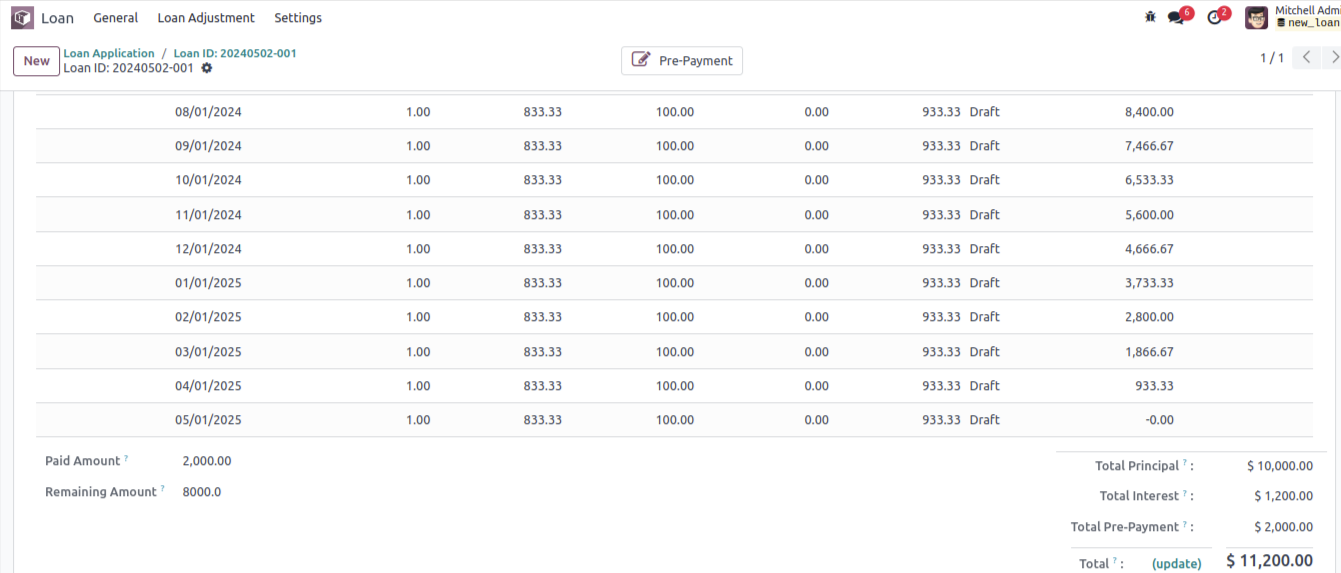 Loan General Loan Adjustment Settings 6 2 Mitchell Admi
new_loan
New Loan Application / Loan ID: 20240502-001
Loan ID: 20240502-001 Pre-Payment 1 / 1
08/01/2024 1.00 833.33 100.00 0.00 933.33 Draft 8,400.00
09/01/2024 1.00 833.33 100.00 0.00 933.33 Draft 7,466.67
10/01/2024 1.00 833.33 100.00 0.00 933.33 Draft 6,533.33
11/01/2024 1.00 833.33 100.00 0.00 933.33 Draft 5,600.00
12/01/2024 1.00 833.33 100.00 0.00 933.33 Draft 4,666.67
01/01/2025 1.00 833.33 100.00 0.00 933.33 Draft 3,733.33
02/01/2025 1.00 833.33 100.00 0.00 933.33 Draft 2,800.00
03/01/2025 1.00 833.33 100.00 0.00 933.33 Draft 1,866.67
04/01/2025 1.00 833.33 100.00 0.00 933.33 Draft 933.33
05/01/2025 1.00 833.33 100.00 0.00 933.33 Draft -0.00
Paid Amount ? 2,000.00
Remaining Amount ? 8000.0
Total Principal ? : $ 10,000.00
Total Interest ? : $ 1,200.00
Total Pre-Payment ? : $ 2,000.00
Total ? : (update) $ 11,200.00